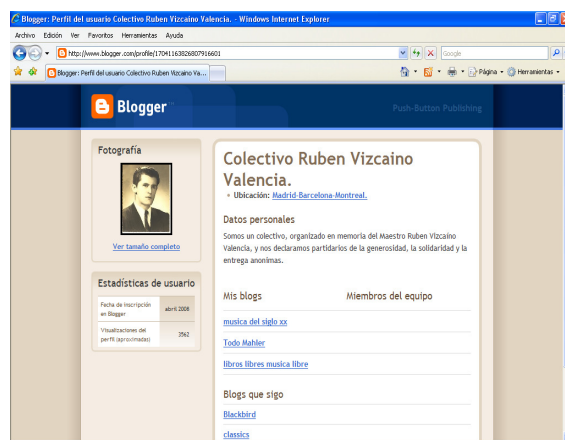 Blogger: Perfil del usuario Colectivo Ruben Vizcaino Valencia. - Windows Internet Explorer
Archivo Edición Ver Favoritos Herramientas Ayuda
http://www.blogger.com/profile/17041163826807916601
Google
Blogger: Perfil del usuario Colectivo Ruben Vizcaino Va...
Página
Herramientas
Blogger™
Push-Button Publishing
Fotografía
Ver tamaño completo
Estadísticas de usuario
Fecha de inscripción
en Blogger
abril 2008
Visualizaciones del
perfil (aproximadas)
3562
Colectivo Ruben Vizcaino
Valencia.
Ubicación: Madrid-Barcelona-Montreal.
Datos personales
Somos un colectivo, organizado en memoria del Maestro Ruben Vizcaino
Valencia, y nos declaramos partidarios de la generosidad, la solidaridad y la
entrega anonimas.
Mis blogs Miembros del equipo
musica del siglo xx
Todo Mahler
libros libres musica libre
Blogs que sigo
Blackbird
classics